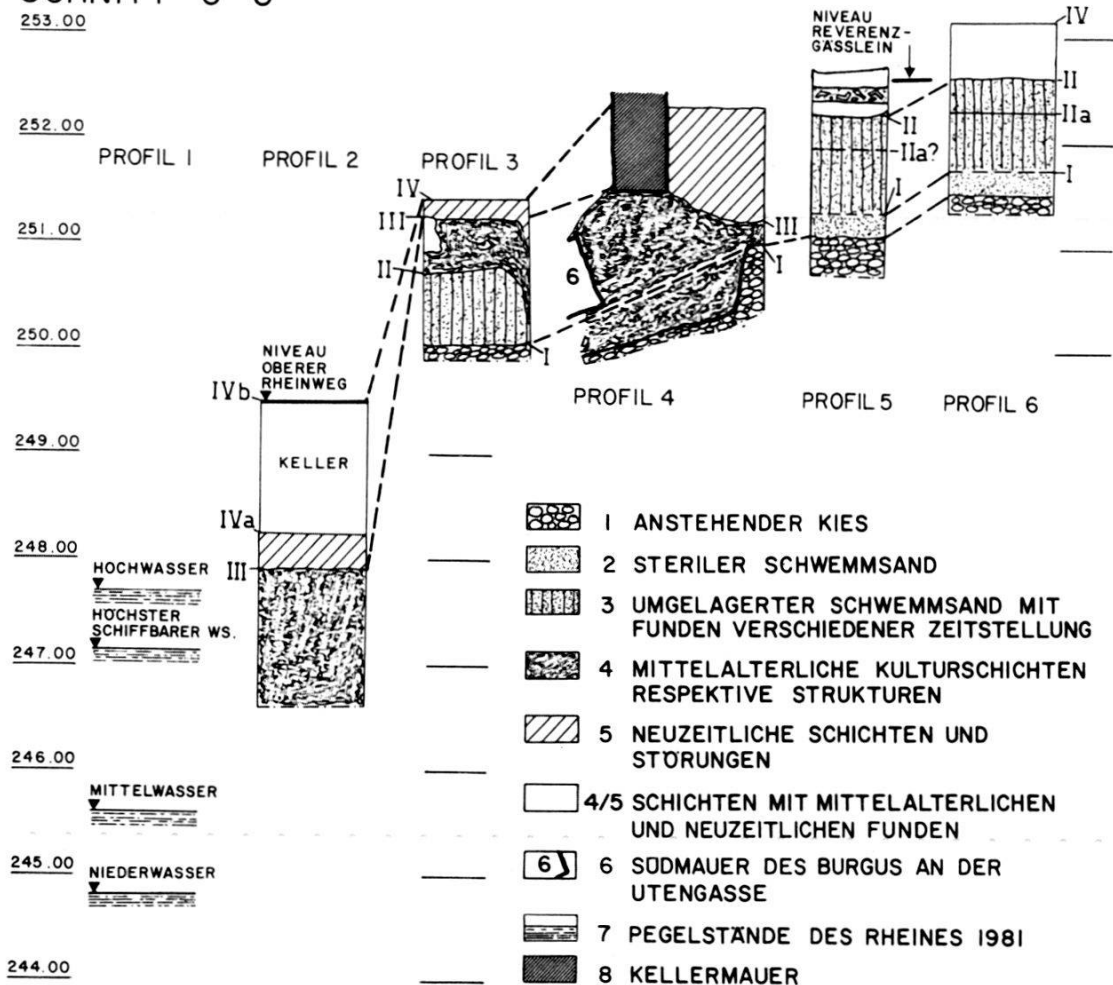 253.00
252.00
251.00
250.00
249.00
248.00
247.00
246.00
245.00
244.00
PROFIL 1
HOCHWASSER
HÖCHSTER
SCHIFFBARER WS.
MITTELWASSER
NIEDERWASSER
PROFIL 2
NIVEAU
OBERER
RHEINWEG
IVb
KELLER
IVa
III
PROFIL 3
IV
III
II
I
6
III
I
PROFIL 4
NIVEAU
REVERENZ-
GÄSSLEIN
II
IIa?
I
PROFIL 5
IV
II
IIa
I
PROFIL 6
1 ANSTEHENDER KIES
2 STERILER SCHWEMMSAND
3 UMGELAGERTER SCHWEMMSAND MIT
FUNDEN VERSCHIEDENER ZEITSTELLUNG
4 MITTELALTERLICHE KULTURSCHICHTEN
RESPEKTIVE STRUKTUREN
5 NEUZEITLICHE SCHICHTEN UND
STÖRUNGEN
4/5 SCHICHTEN MIT MITTELALTERLICHEN
UND NEUZEITLICHEN FUNDEN
6 6 SÜDMAUER DES BURGUS AN DER
UTENGASSE
7 PEGELSTÄNDE DES RHEINES 1981
8 KELLERMAUER